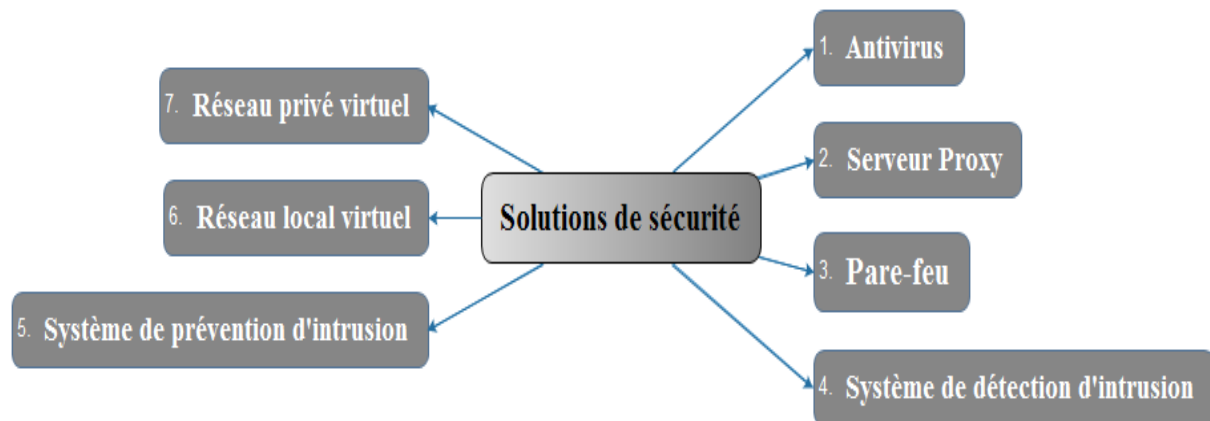 Solutions de sécurité
1. Antivirus
2. Serveur Proxy
3. Pare-feu
4. Système de détection d'intrusion
5. Système de prévention d'intrusion
6. Réseau local virtuel
7. Réseau privé virtuel